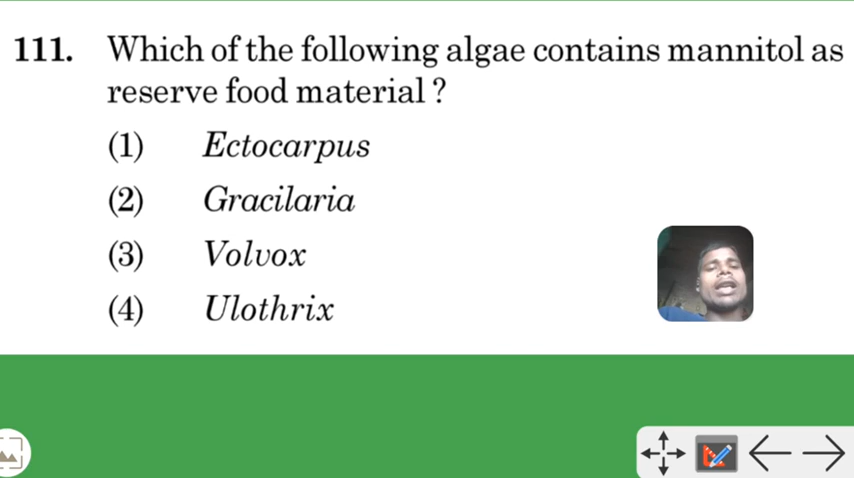 111. Which of the following algae contains mannitol as
reserve food material ?
(1) Ectocarpus
(2) Gracilaria
(3) Volvox
(4) Ulothrix